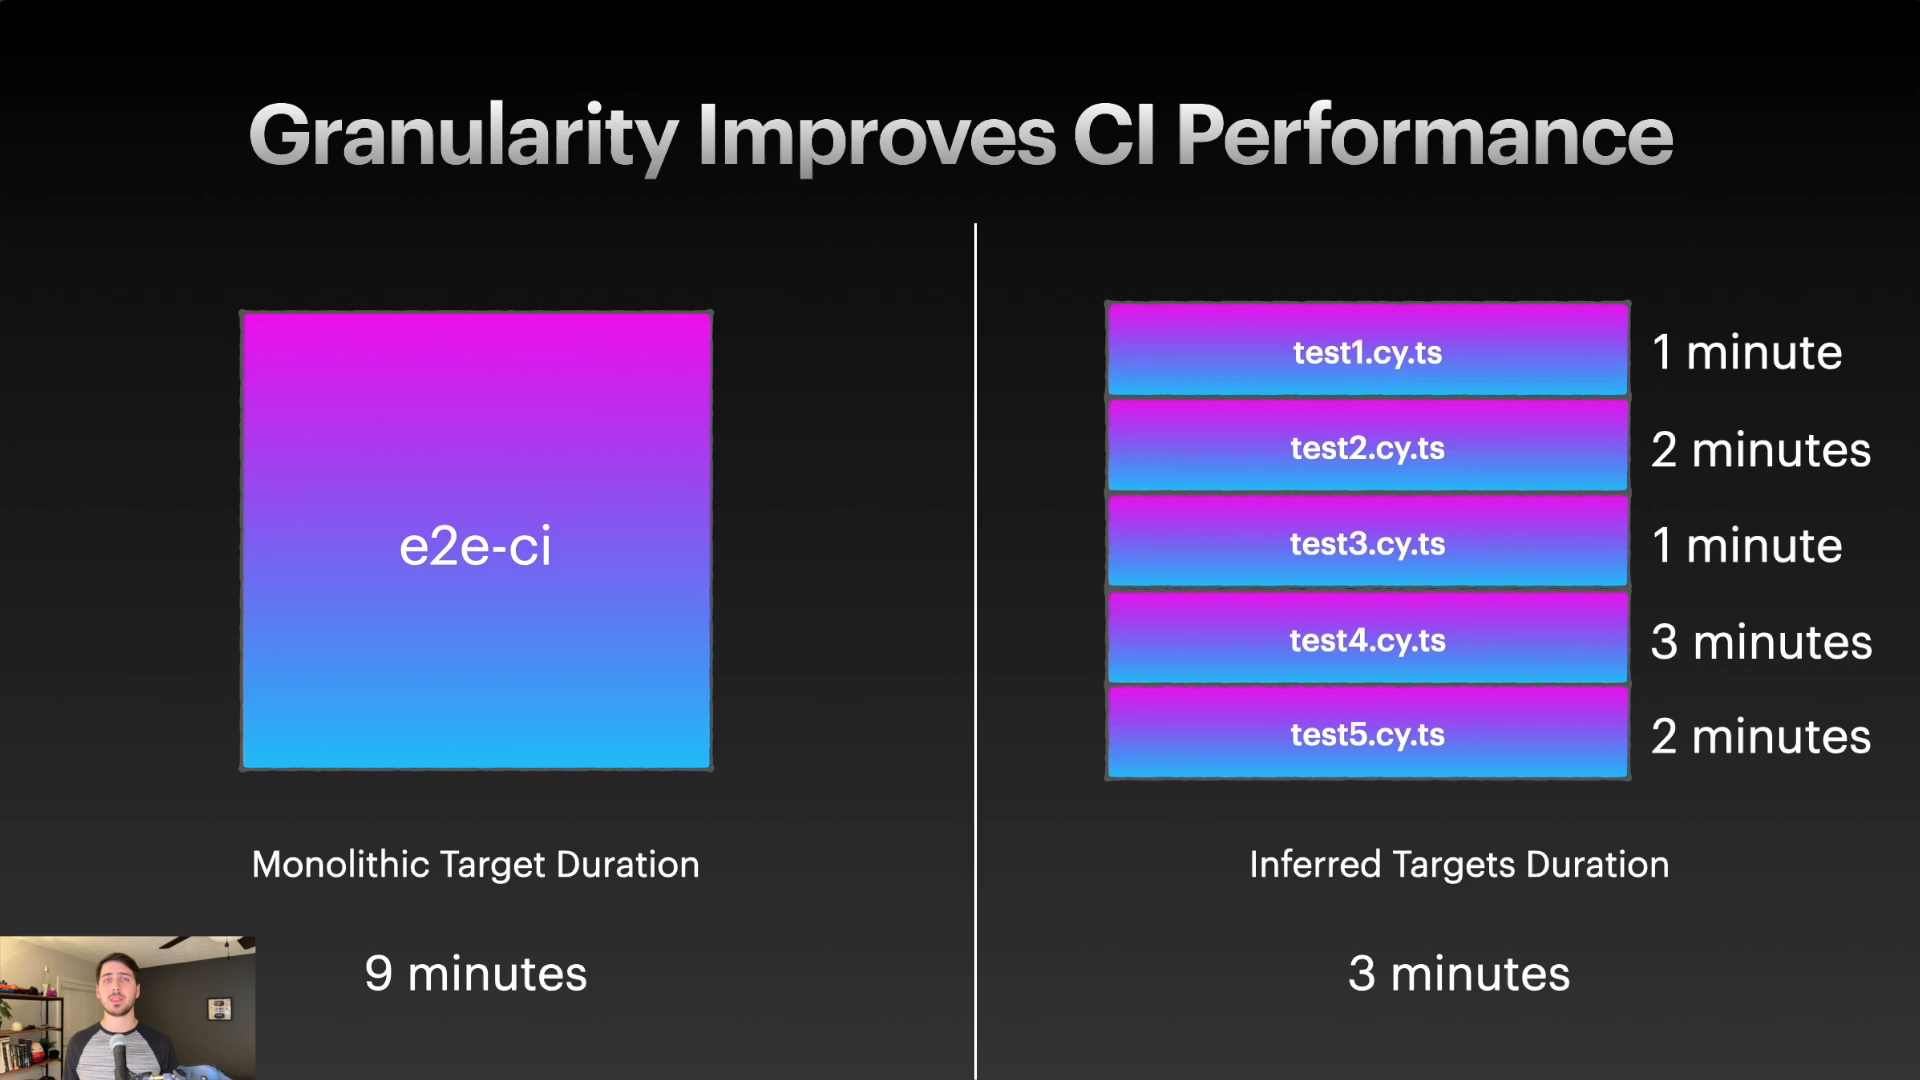 Granularity Improves CI Performance
e2e-ci
Monolithic Target Duration
9 minutes
test1.cy.ts 1 minute
test2.cy.ts 2 minutes
test3.cy.ts 1 minute
test4.cy.ts 3 minutes
test5.cy.ts 2 minutes
Inferred Targets Duration
3 minutes